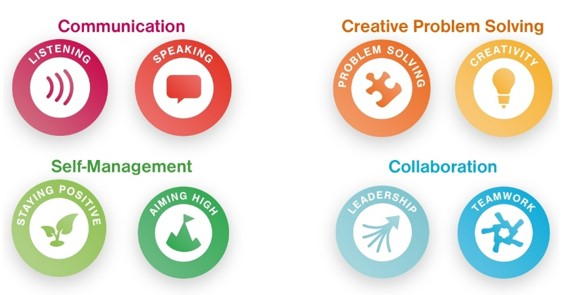 Communication
LISTENING
SPEAKING
Creative Problem Solving
PROBLEM SOLVING
CREATIVITY
Self-Management
STAYING POSITIVE
AIMING HIGH
Collaboration
LEADERSHIP
TEAMWORK